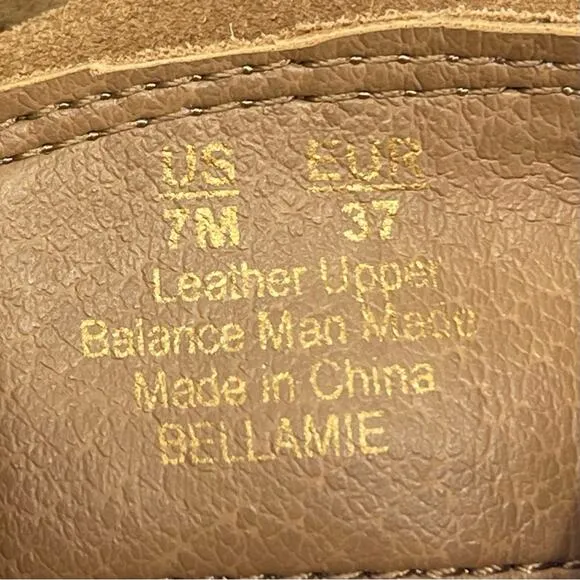 US EUR
7M 37
Leather Upper
Balance Man Made
Made in China
BELLAMIE